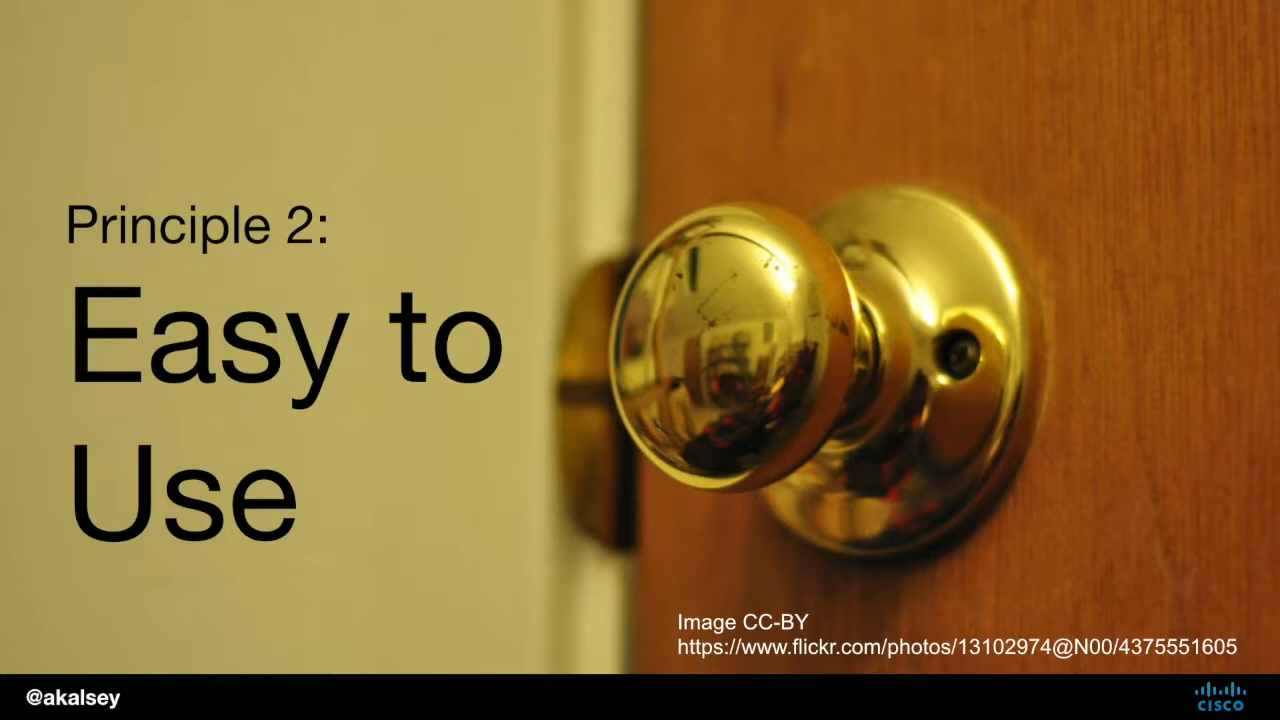 Principle 2:
Easy to
Use
Image CC-BY
https://www.flickr.com/photos/13102974@N00/4375551605
@akalsey
CISCO